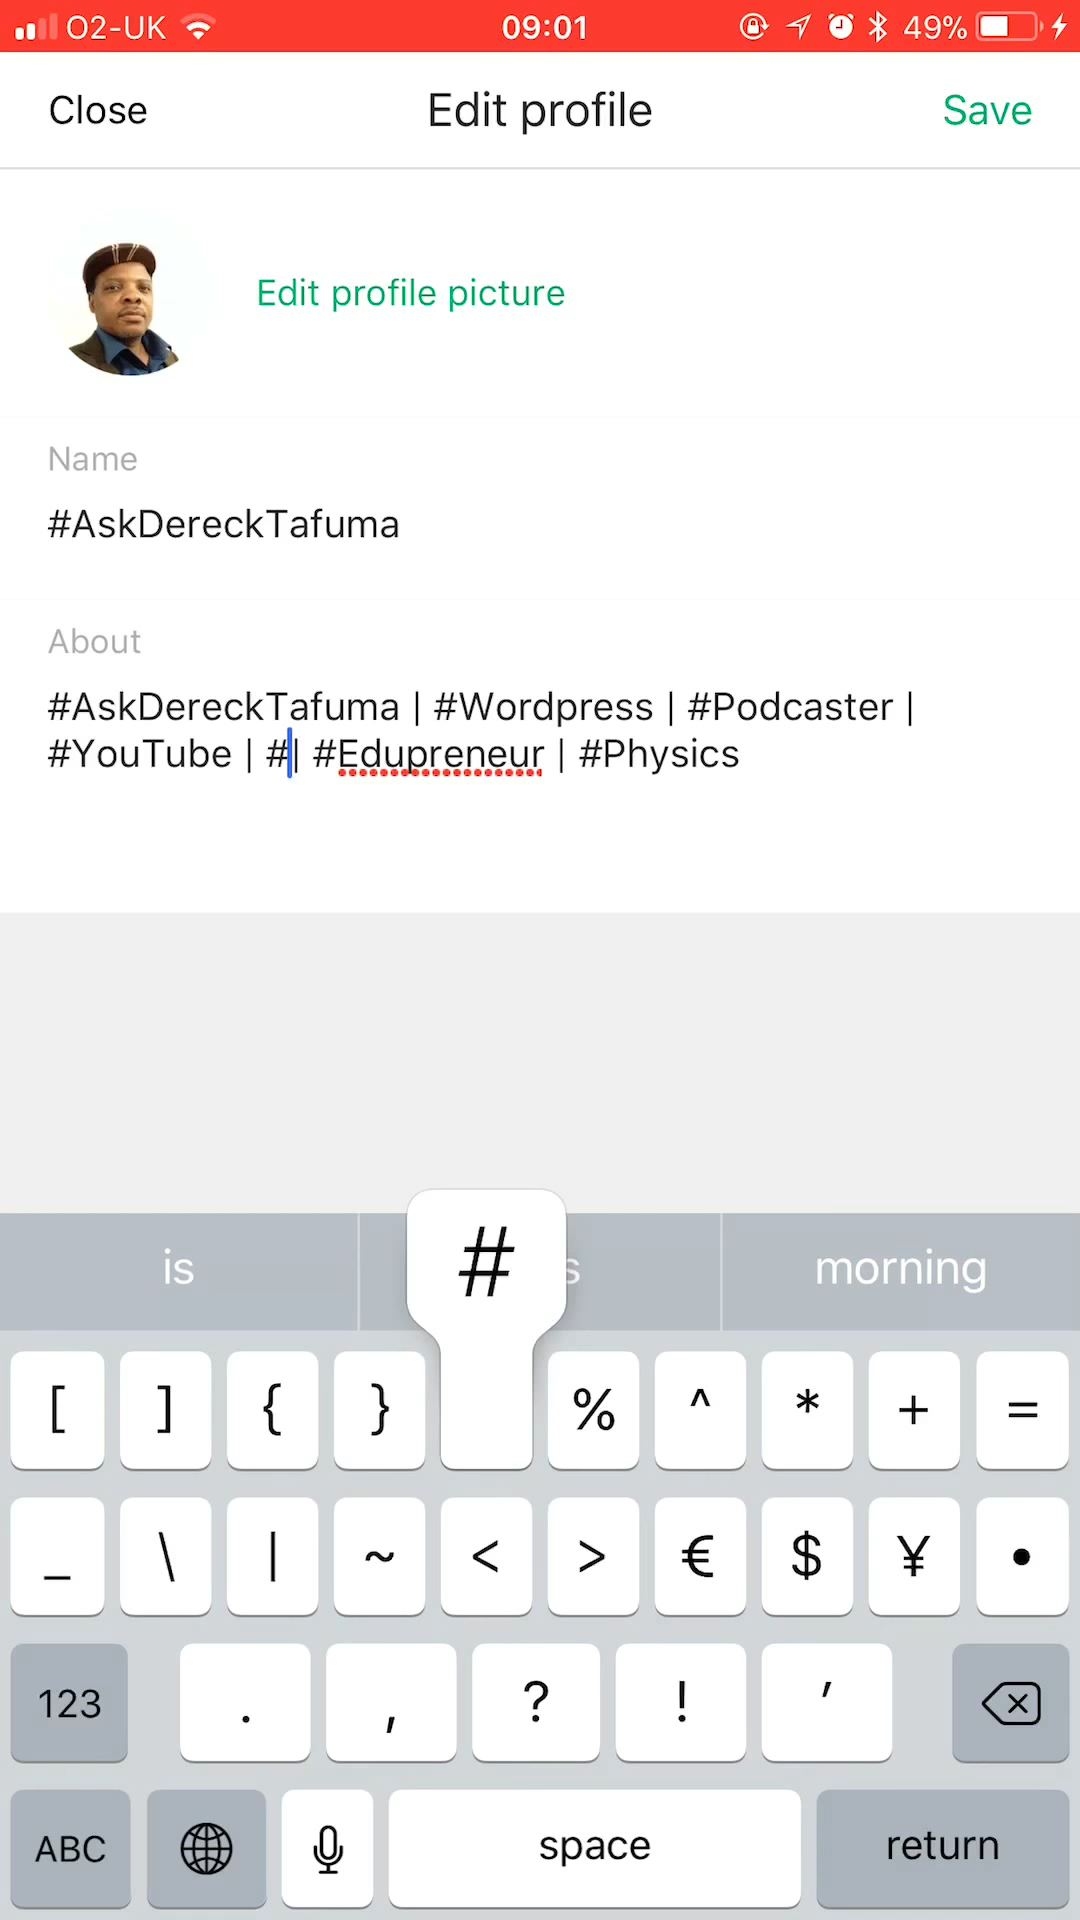 O2-UK 09:01 49%
Close Edit profile Save
Edit profile picture
Name
#AskDereckTafuma
About
#AskDereckTafuma | #Wordpress | #Podcaster |
#YouTube | #| #Edupreneur | #Physics
is s morning
#
[ ] { } % ^ * + =
_ \ | ~ < > € $ ¥ •
123 . , ? ! ′
ABC space return